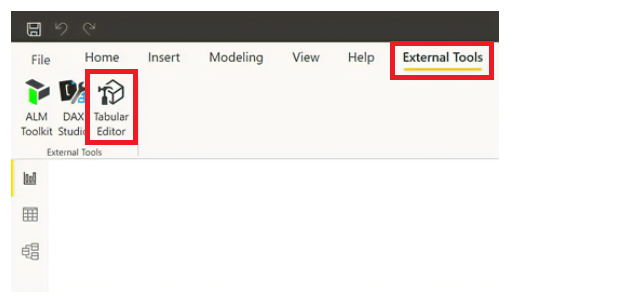 File Home Insert Modeling View Help External Tools
ALM DAX Tabular
Toolkit Studio Editor
External Tools